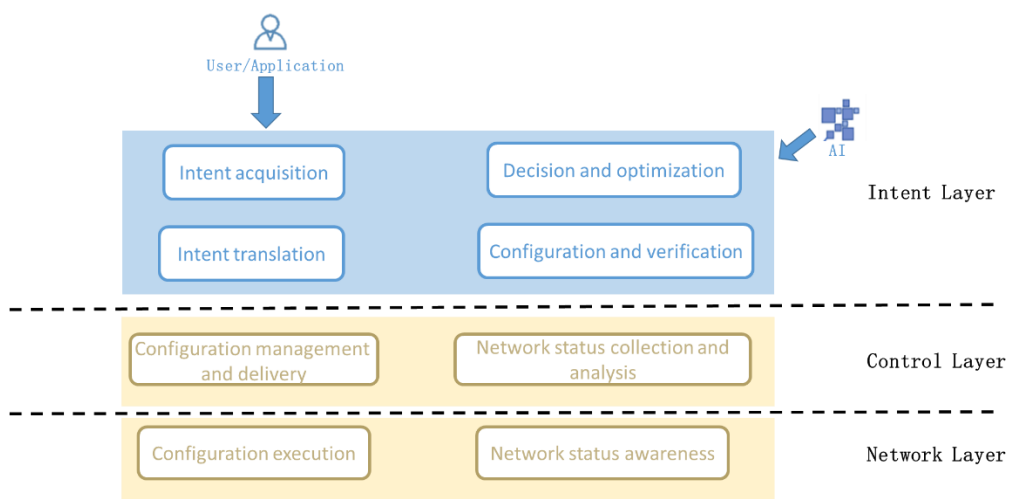 User/Application
AI
Intent acquisition
Decision and optimization
Intent Layer
Intent translation
Configuration and verification
Configuration management
and delivery
Network status collection and
analysis
Control Layer
Configuration execution
Network status awareness
Network Layer